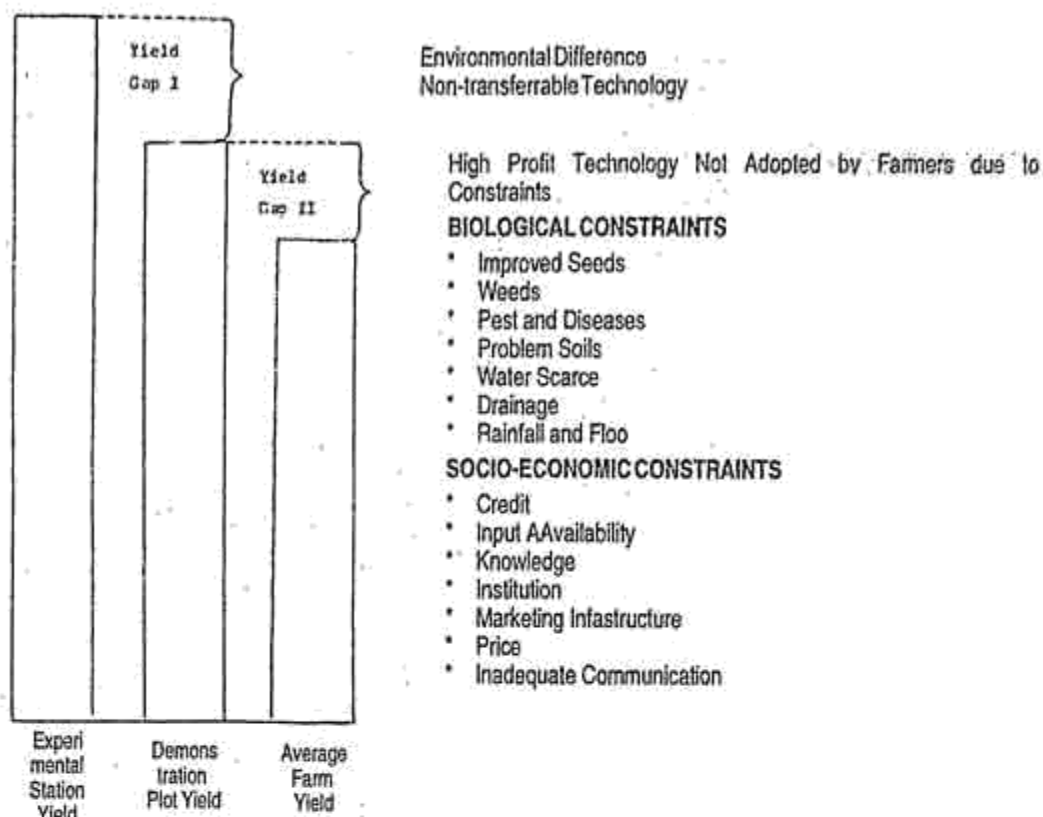 Yield
Gap I
Environmental Difference
Non-transferrable Technology
Yield
Gap II
High Profit Technology Not Adopted by Farmers due to
Constraints
BIOLOGICAL CONSTRAINTS
* Improved Seeds
* Weeds
* Pest and Diseases
* Problem Soils
* Water Scarce
* Drainage
* Rainfall and Floo
SOCIO-ECONOMIC CONSTRAINTS
* Credit
* Input AAvailability
* Knowledge
* Institution
* Marketing Infastructure
* Price
* Inadequate Communication
Experi
mental
Station
Yield
Demons
tration
Plot Yield
Average
Farm
Yield